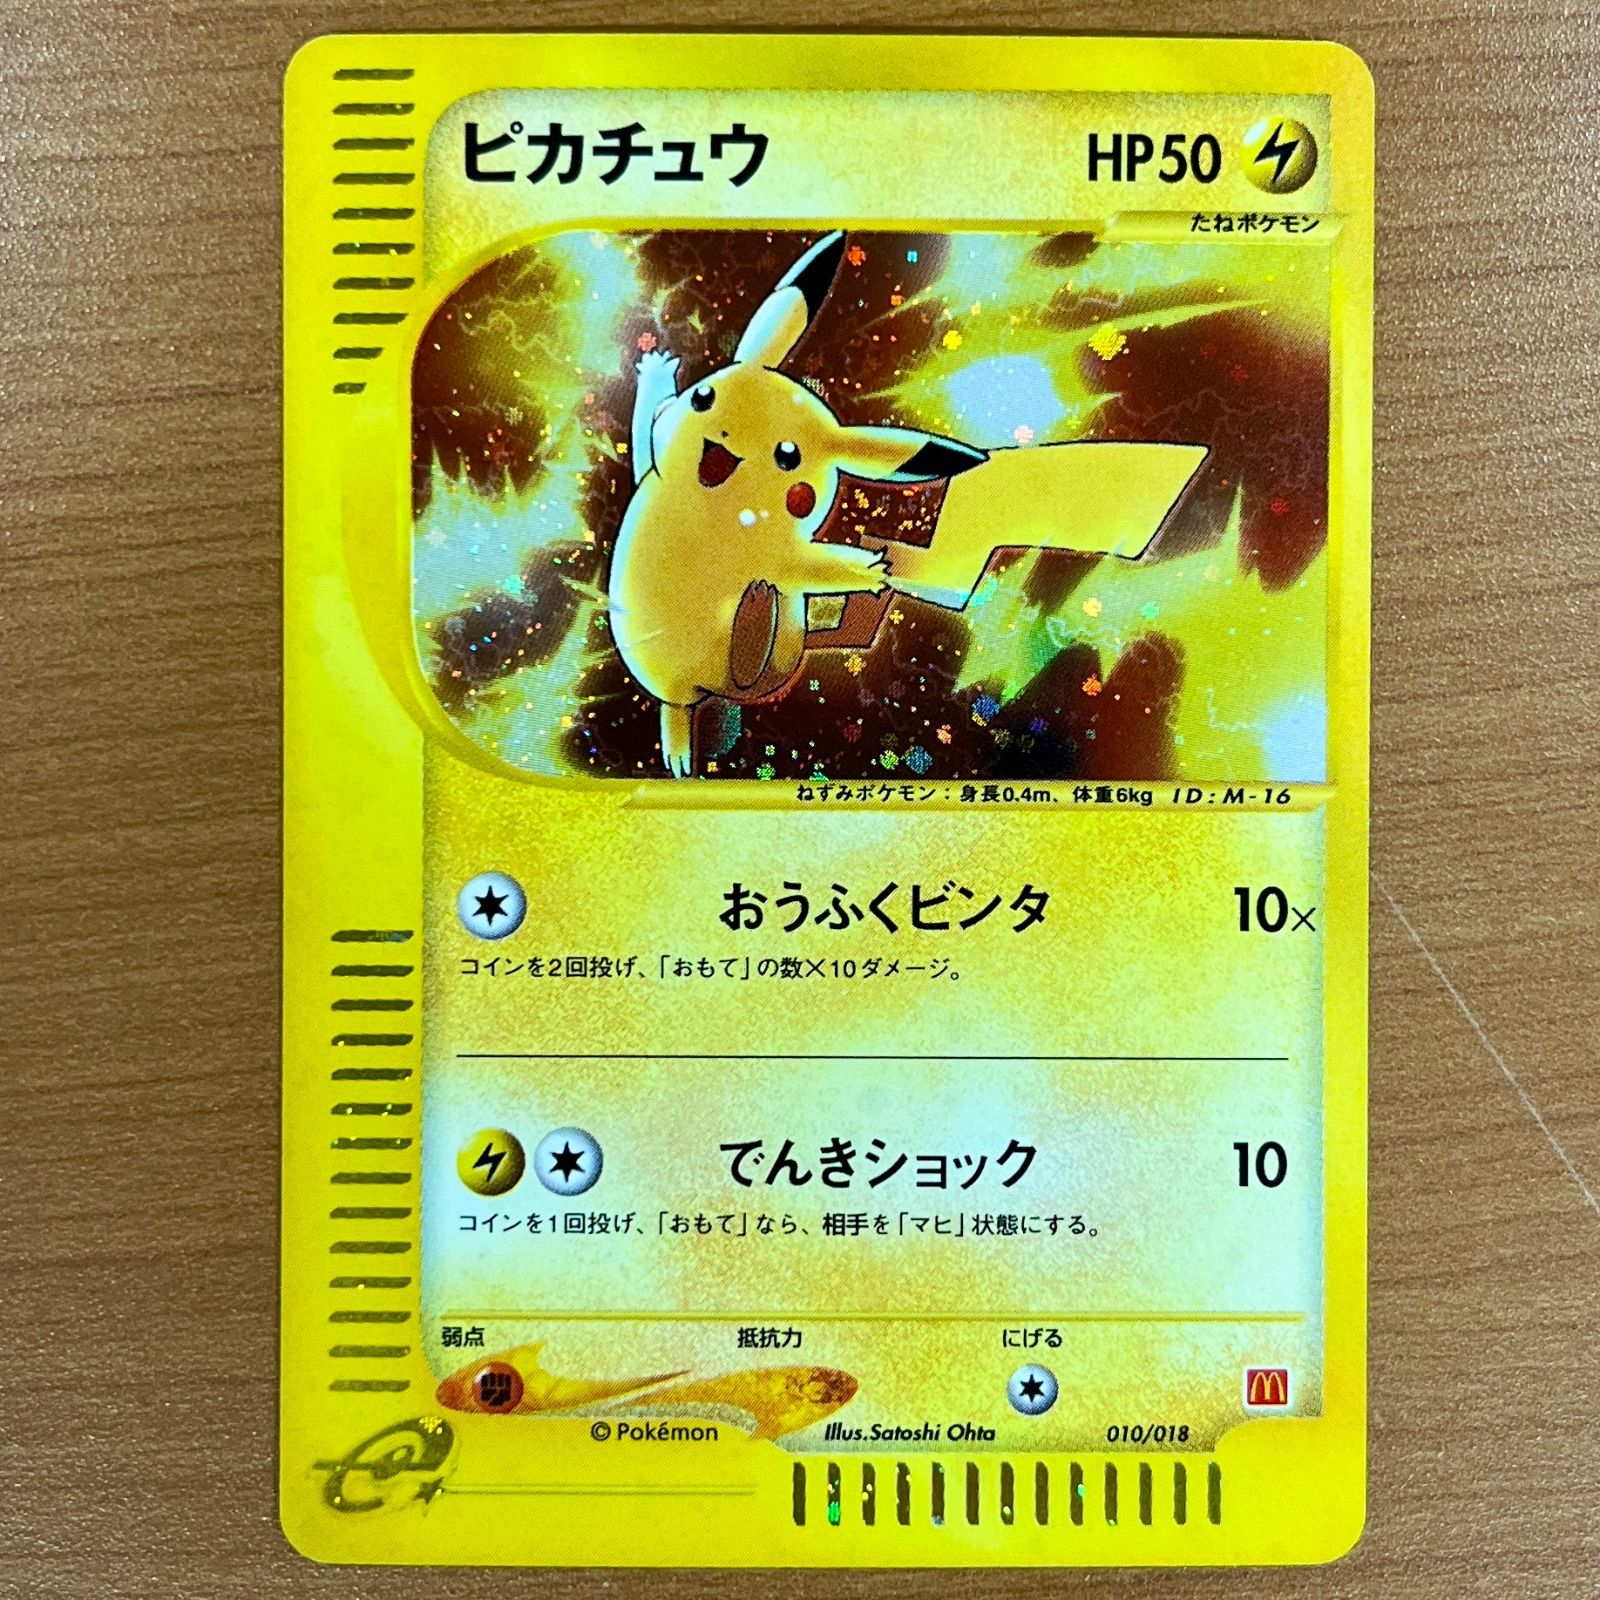 ピカチュウ HP50
たねポケモン
ねずみポケモン：身長0.4m、体重6kg ID:M-16
おうふくビンタ 10×
コインを2回投げ、「おもて」の数×10ダメージ。
でんきショック 10
コインを1回投げ、「おもて」なら、相手を「マヒ」状態にする。
弱点 抵抗力 にげる
© Pokémon Illus.Satoshi Ohta 010/018